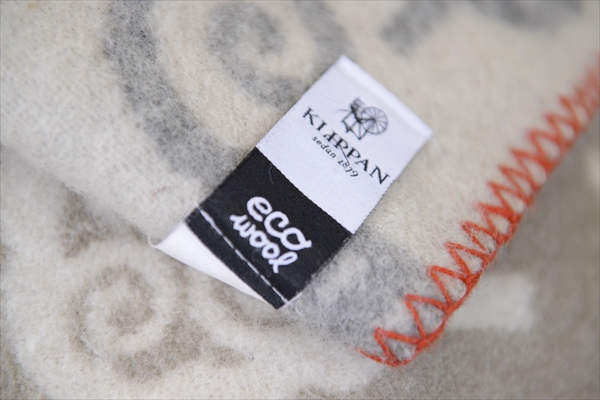 KLIPPAN
sedan 1879
eco
wool